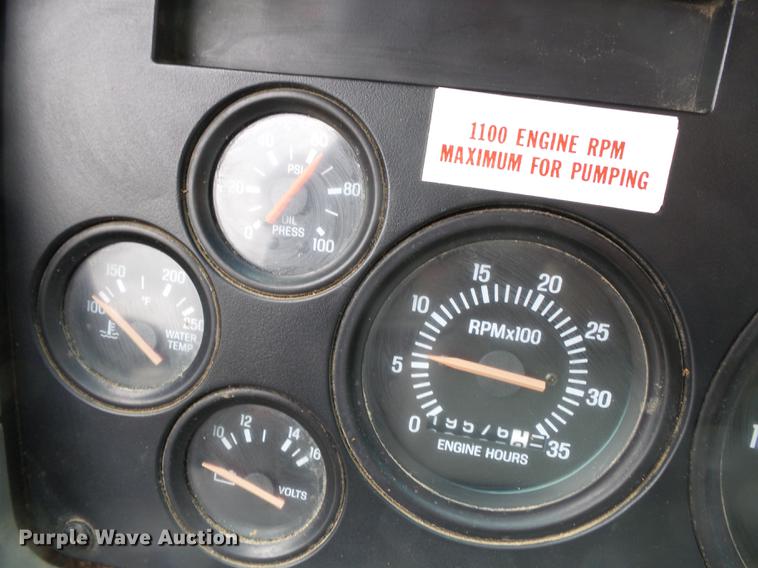 1100 ENGINE RPM
MAXIMUM FOR PUMPING
20
60
80
PSI
0
100
OIL
PRESS
100
150
200
250
°F
WATER
TEMP
0
5
10
15
20
25
30
35
RPMx100
ENGINE HOURS
10
12
14
16
VOLTS
Purple Wave Auction